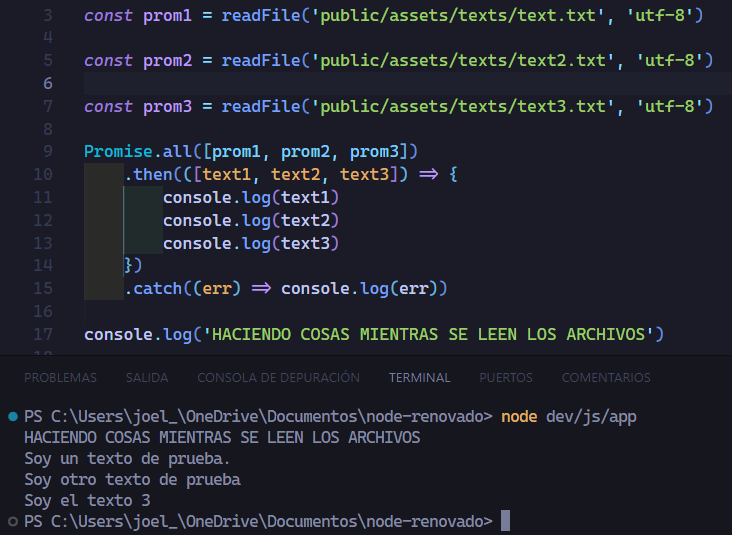 3 const prom1 = readFile('public/assets/texts/text.txt', 'utf-8')
4
5 const prom2 = readFile('public/assets/texts/text2.txt', 'utf-8')
6
7 const prom3 = readFile('public/assets/texts/text3.txt', 'utf-8')
8
9 Promise.all([prom1, prom2, prom3])
10 .then(([text1, text2, text3]) => {
11 console.log(text1)
12 console.log(text2)
13 console.log(text3)
14 })
15 .catch((err) => console.log(err))
16
17 console.log('HACIENDO COSAS MIENTRAS SE LEEN LOS ARCHIVOS')
PROBLEMAS SALIDA CONSOLA DE DEPURACIÓN TERMINAL PUERTOS COMENTARIOS
PS C:\Users\joel_\OneDrive\Documentos\node-renovado> node dev/js/app
HACIENDO COSAS MIENTRAS SE LEEN LOS ARCHIVOS
Soy un texto de prueba.
Soy otro texto de prueba
Soy el texto 3
PS C:\Users\joel_\OneDrive\Documentos\node-renovado>